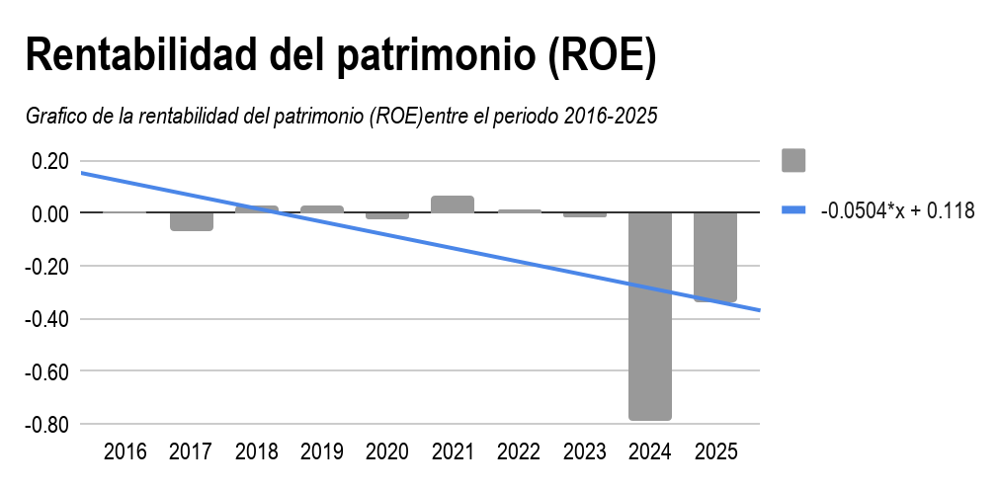 Rentabilidad del patrimonio (ROE)
Grafico de la rentabilidad del patrimonio (ROE)entre el periodo 2016-2025
0.20
0.00
-0.20
-0.40
-0.60
-0.80
2016 2017 2018 2019 2020 2021 2022 2023 2024 2025
-0.0504*x + 0.118